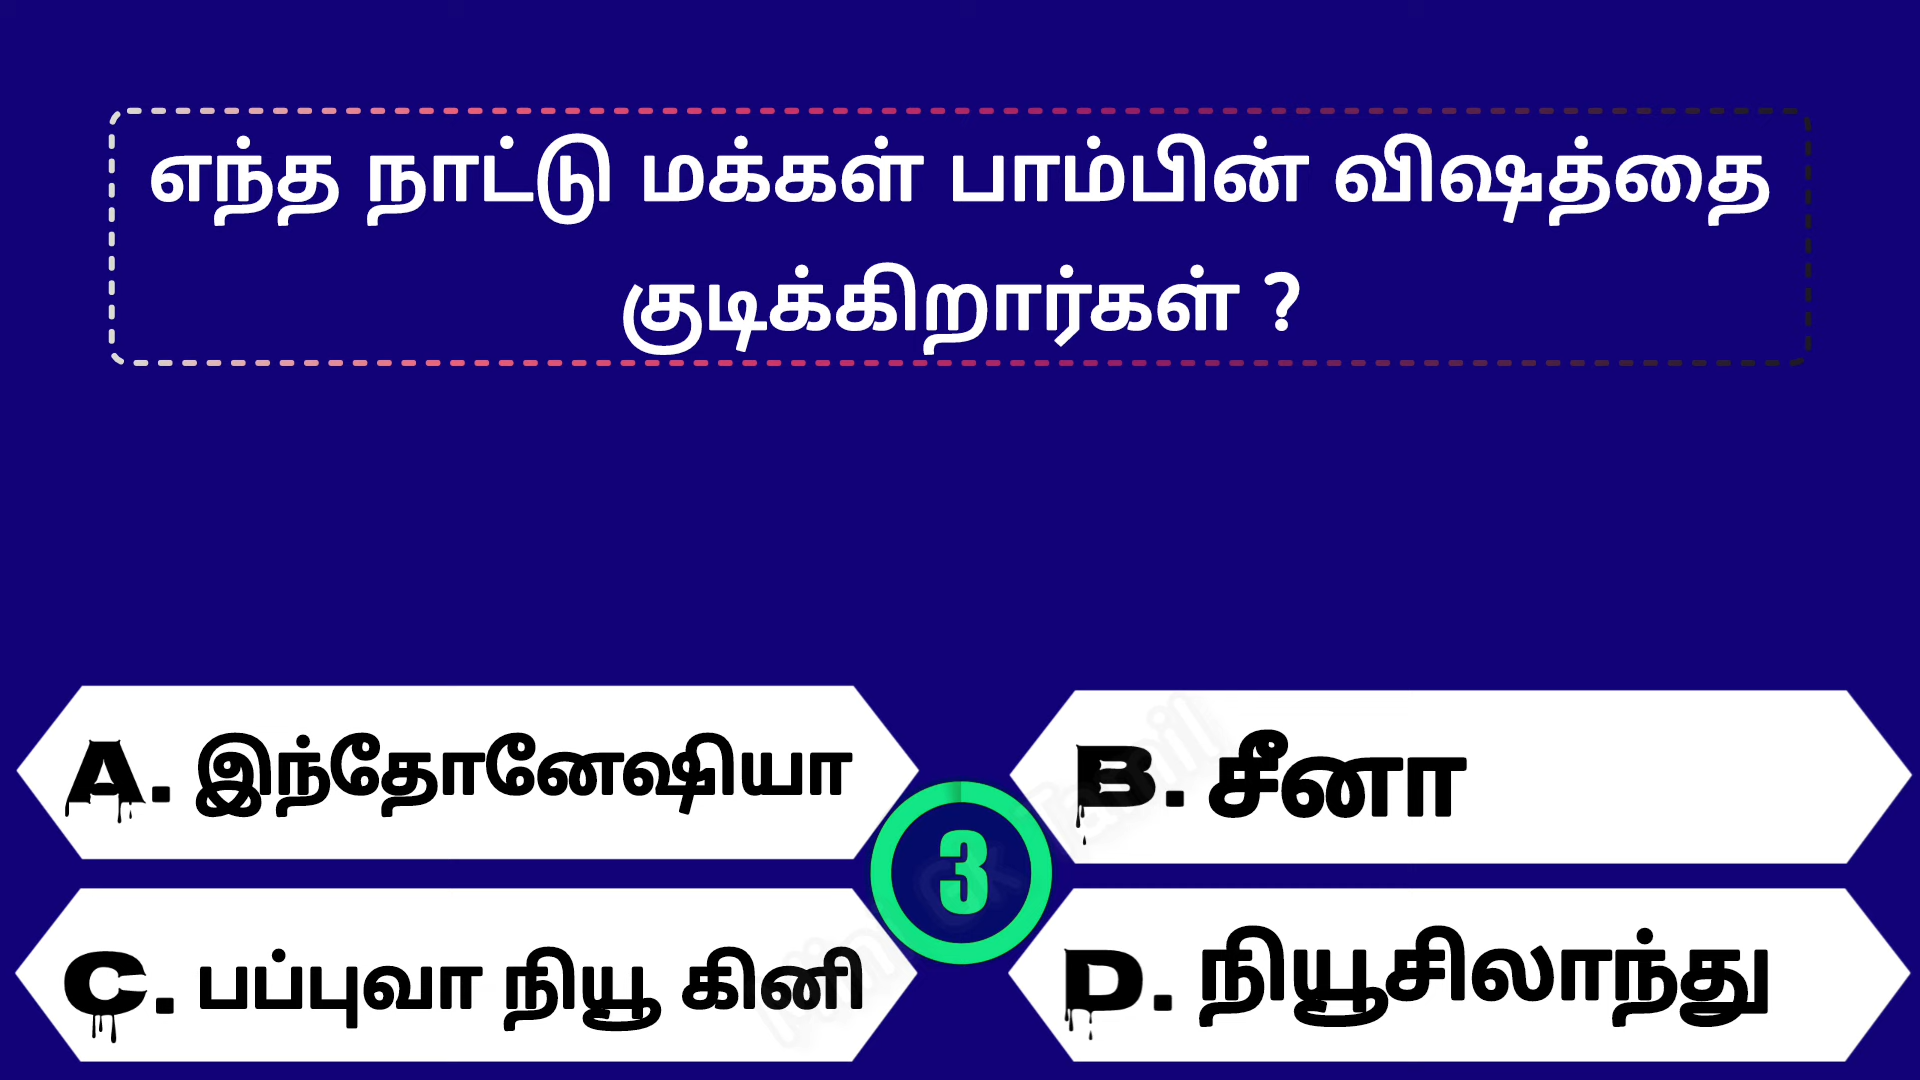 எந்த நாட்டு மக்கள் பாம்பின் விஷத்தை
குடிக்கிறார்கள் ?
A. இந்தோனேஷியா
B. சீனா
3
C. பப்புவா நியூ கினி
D. நியூசிலாந்து